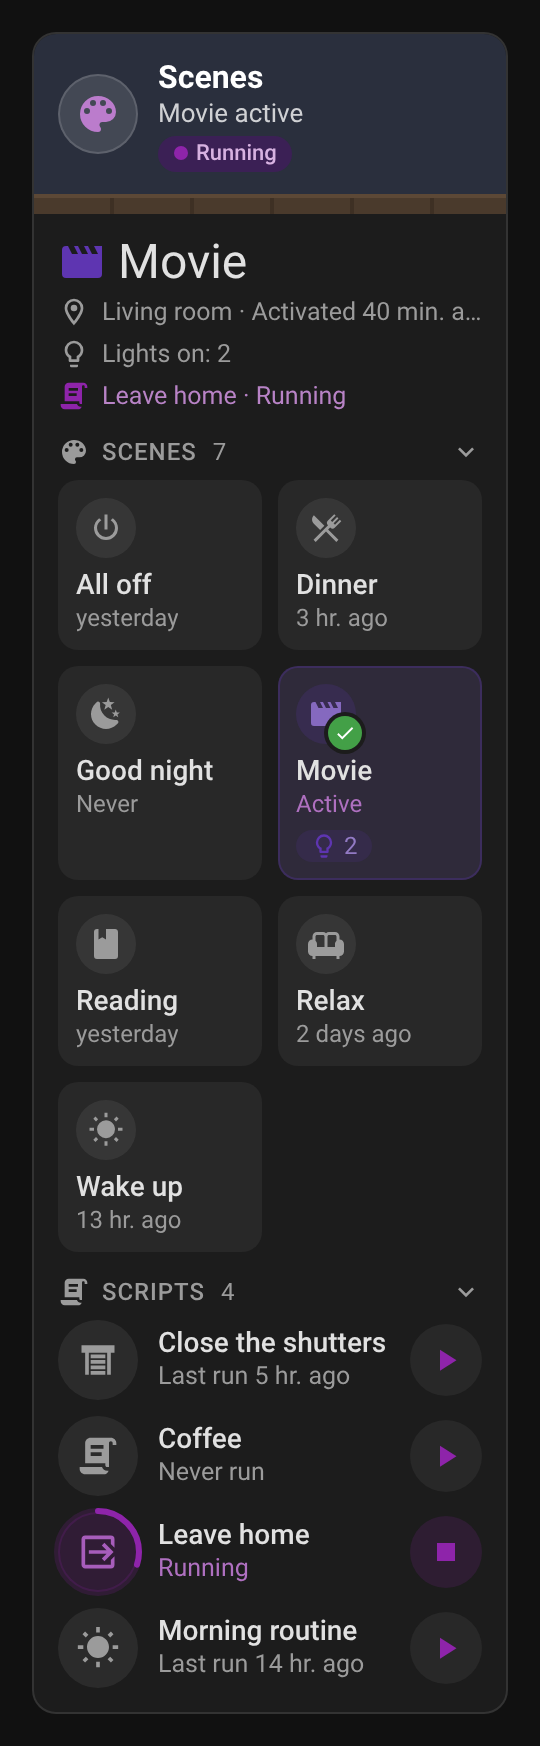 Scenes
Movie active
Running
Movie
Living room · Activated 40 min. a…
Lights on: 2
Leave home · Running
SCENES 7
All off
yesterday
Dinner
3 hr. ago
Good night
Never
Movie
Active
2
Reading
yesterday
Relax
2 days ago
Wake up
13 hr. ago
SCRIPTS 4
Close the shutters
Last run 5 hr. ago
Coffee
Never run
Leave home
Running
Morning routine
Last run 14 hr. ago